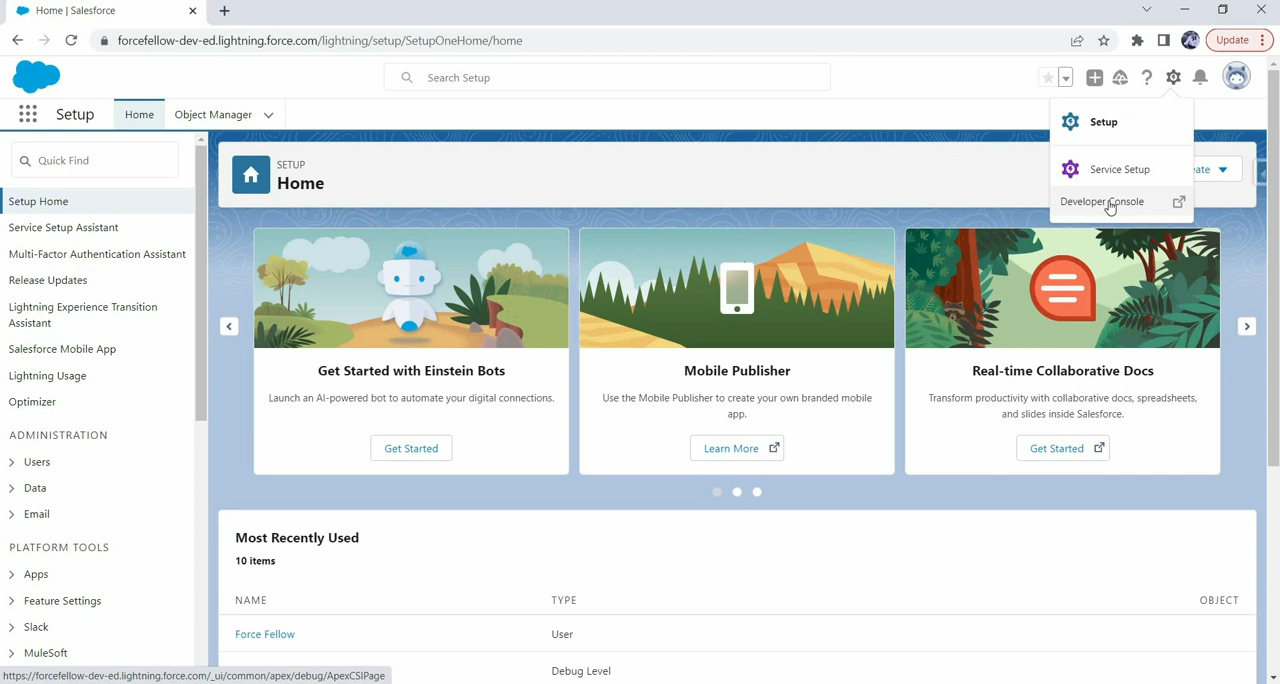 Home | Salesforce
forcefellow-dev-ed.lightning.force.com/lightning/setup/SetupOneHome/home
Update
Search Setup
Setup
Home
Object Manager
Setup
Service Setup
Developer Console
Quick Find
Setup Home
Service Setup Assistant
Multi-Factor Authentication Assistant
Release Updates
Lightning Experience Transition
Assistant
Salesforce Mobile App
Lightning Usage
Optimizer
ADMINISTRATION
Users
Data
Email
PLATFORM TOOLS
Apps
Feature Settings
Slack
MuleSoft
SETUP
Home
eate
Get Started with Einstein Bots
Launch an AI-powered bot to automate your digital connections.
Get Started
Mobile Publisher
Use the Mobile Publisher to create your own branded mobile
app.
Learn More
Real-time Collaborative Docs
Transform productivity with collaborative docs, spreadsheets,
and slides inside Salesforce.
Get Started
Most Recently Used
10 items
NAME TYPE OBJECT
Force Fellow User
Debug Level
https://forcefellow-dev-ed.lightning.force.com/_ui/common/apex/debug/ApexCSIPage